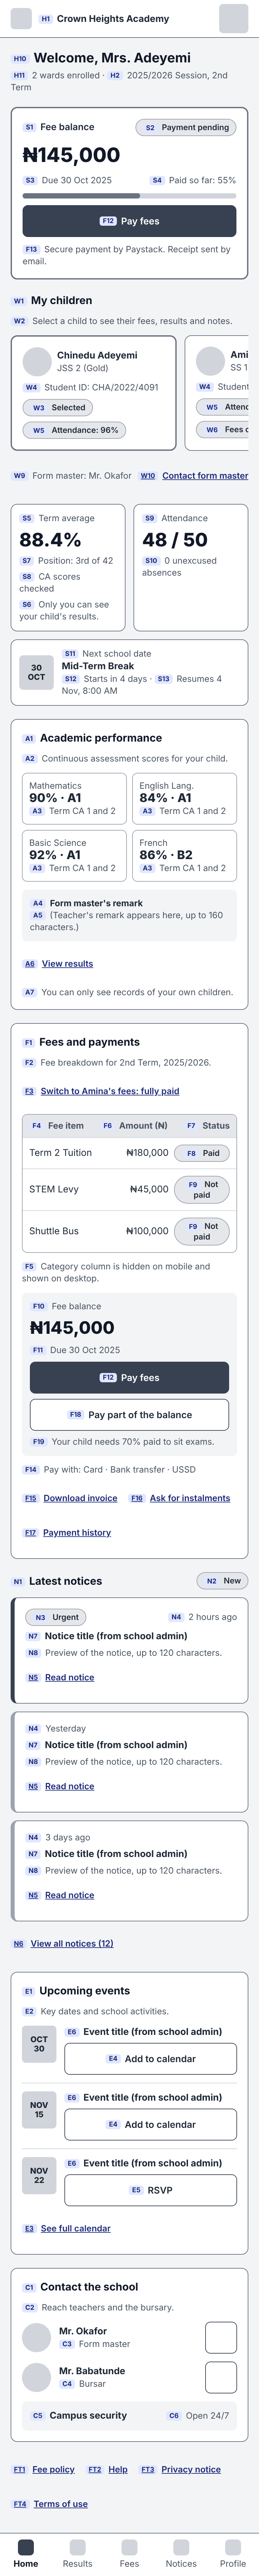 H1 Crown Heights Academy
H10 Welcome, Mrs. Adeyemi
H11 2 wards enrolled · H2 2025/2026 Session, 2nd
Term
S1 Fee balance S2 Payment pending
₦145,000
S3 Due 30 Oct 2025 S4 Paid so far: 55%
F12 Pay fees
F13 Secure payment by Paystack. Receipt sent by
email.
W1 My children
W2 Select a child to see their fees, results and notes.
Chinedu Adeyemi
JSS 2 (Gold)
W4 Student ID: CHA/2022/4091
W3 Selected
W5 Attendance: 96%
Ami
SS 1
W4 Student
W5 Attend
W6 Fees c
W9 Form master: Mr. Okafor W10 Contact form master
S5 Term average
88.4%
S7 Position: 3rd of 42
S8 CA scores
checked
S6 Only you can see
your child's results.
S9 Attendance
48 / 50
S10 0 unexcused
absences
30
OCT
S11 Next school date
Mid-Term Break
S12 Starts in 4 days · S13 Resumes 4
Nov, 8:00 AM
A1 Academic performance
A2 Continuous assessment scores for your child.
Mathematics
90% · A1
A3 Term CA 1 and 2
English Lang.
84% · A1
A3 Term CA 1 and 2
Basic Science
92% · A1
A3 Term CA 1 and 2
French
86% · B2
A3 Term CA 1 and 2
A4 Form master's remark
A5 (Teacher's remark appears here, up to 160
characters.)
A6 View results
A7 You can only see records of your own children.
F1 Fees and payments
F2 Fee breakdown for 2nd Term, 2025/2026.
F3 Switch to Amina's fees: fully paid
F4 Fee item F6 Amount (₦) F7 Status
Term 2 Tuition ₦180,000 F8 Paid
STEM Levy ₦45,000 F9 Not
paid
Shuttle Bus ₦100,000 F9 Not
paid
F5 Category column is hidden on mobile and
shown on desktop.
F10 Fee balance
₦145,000
F11 Due 30 Oct 2025
F12 Pay fees
F18 Pay part of the balance
F19 Your child needs 70% paid to sit exams.
F14 Pay with: Card · Bank transfer · USSD
F15 Download invoice F16 Ask for instalments
F17 Payment history
N1 Latest notices N2 New
N3 Urgent N4 2 hours ago
N7 Notice title (from school admin)
N8 Preview of the notice, up to 120 characters.
N5 Read notice
N4 Yesterday
N7 Notice title (from school admin)
N8 Preview of the notice, up to 120 characters.
N5 Read notice
N4 3 days ago
N7 Notice title (from school admin)
N8 Preview of the notice, up to 120 characters.
N5 Read notice
N6 View all notices (12)
E1 Upcoming events
E2 Key dates and school activities.
OCT
30
E6 Event title (from school admin)
E4 Add to calendar
NOV
15
E6 Event title (from school admin)
E4 Add to calendar
NOV
22
E6 Event title (from school admin)
E5 RSVP
E3 See full calendar
C1 Contact the school
C2 Reach teachers and the bursary.
Mr. Okafor
C3 Form master
Mr. Babatunde
C4 Bursar
C5 Campus security C6 Open 24/7
FT1 Fee policy FT2 Help FT3 Privacy notice
FT4 Terms of use
Home Results Fees Notices Profile